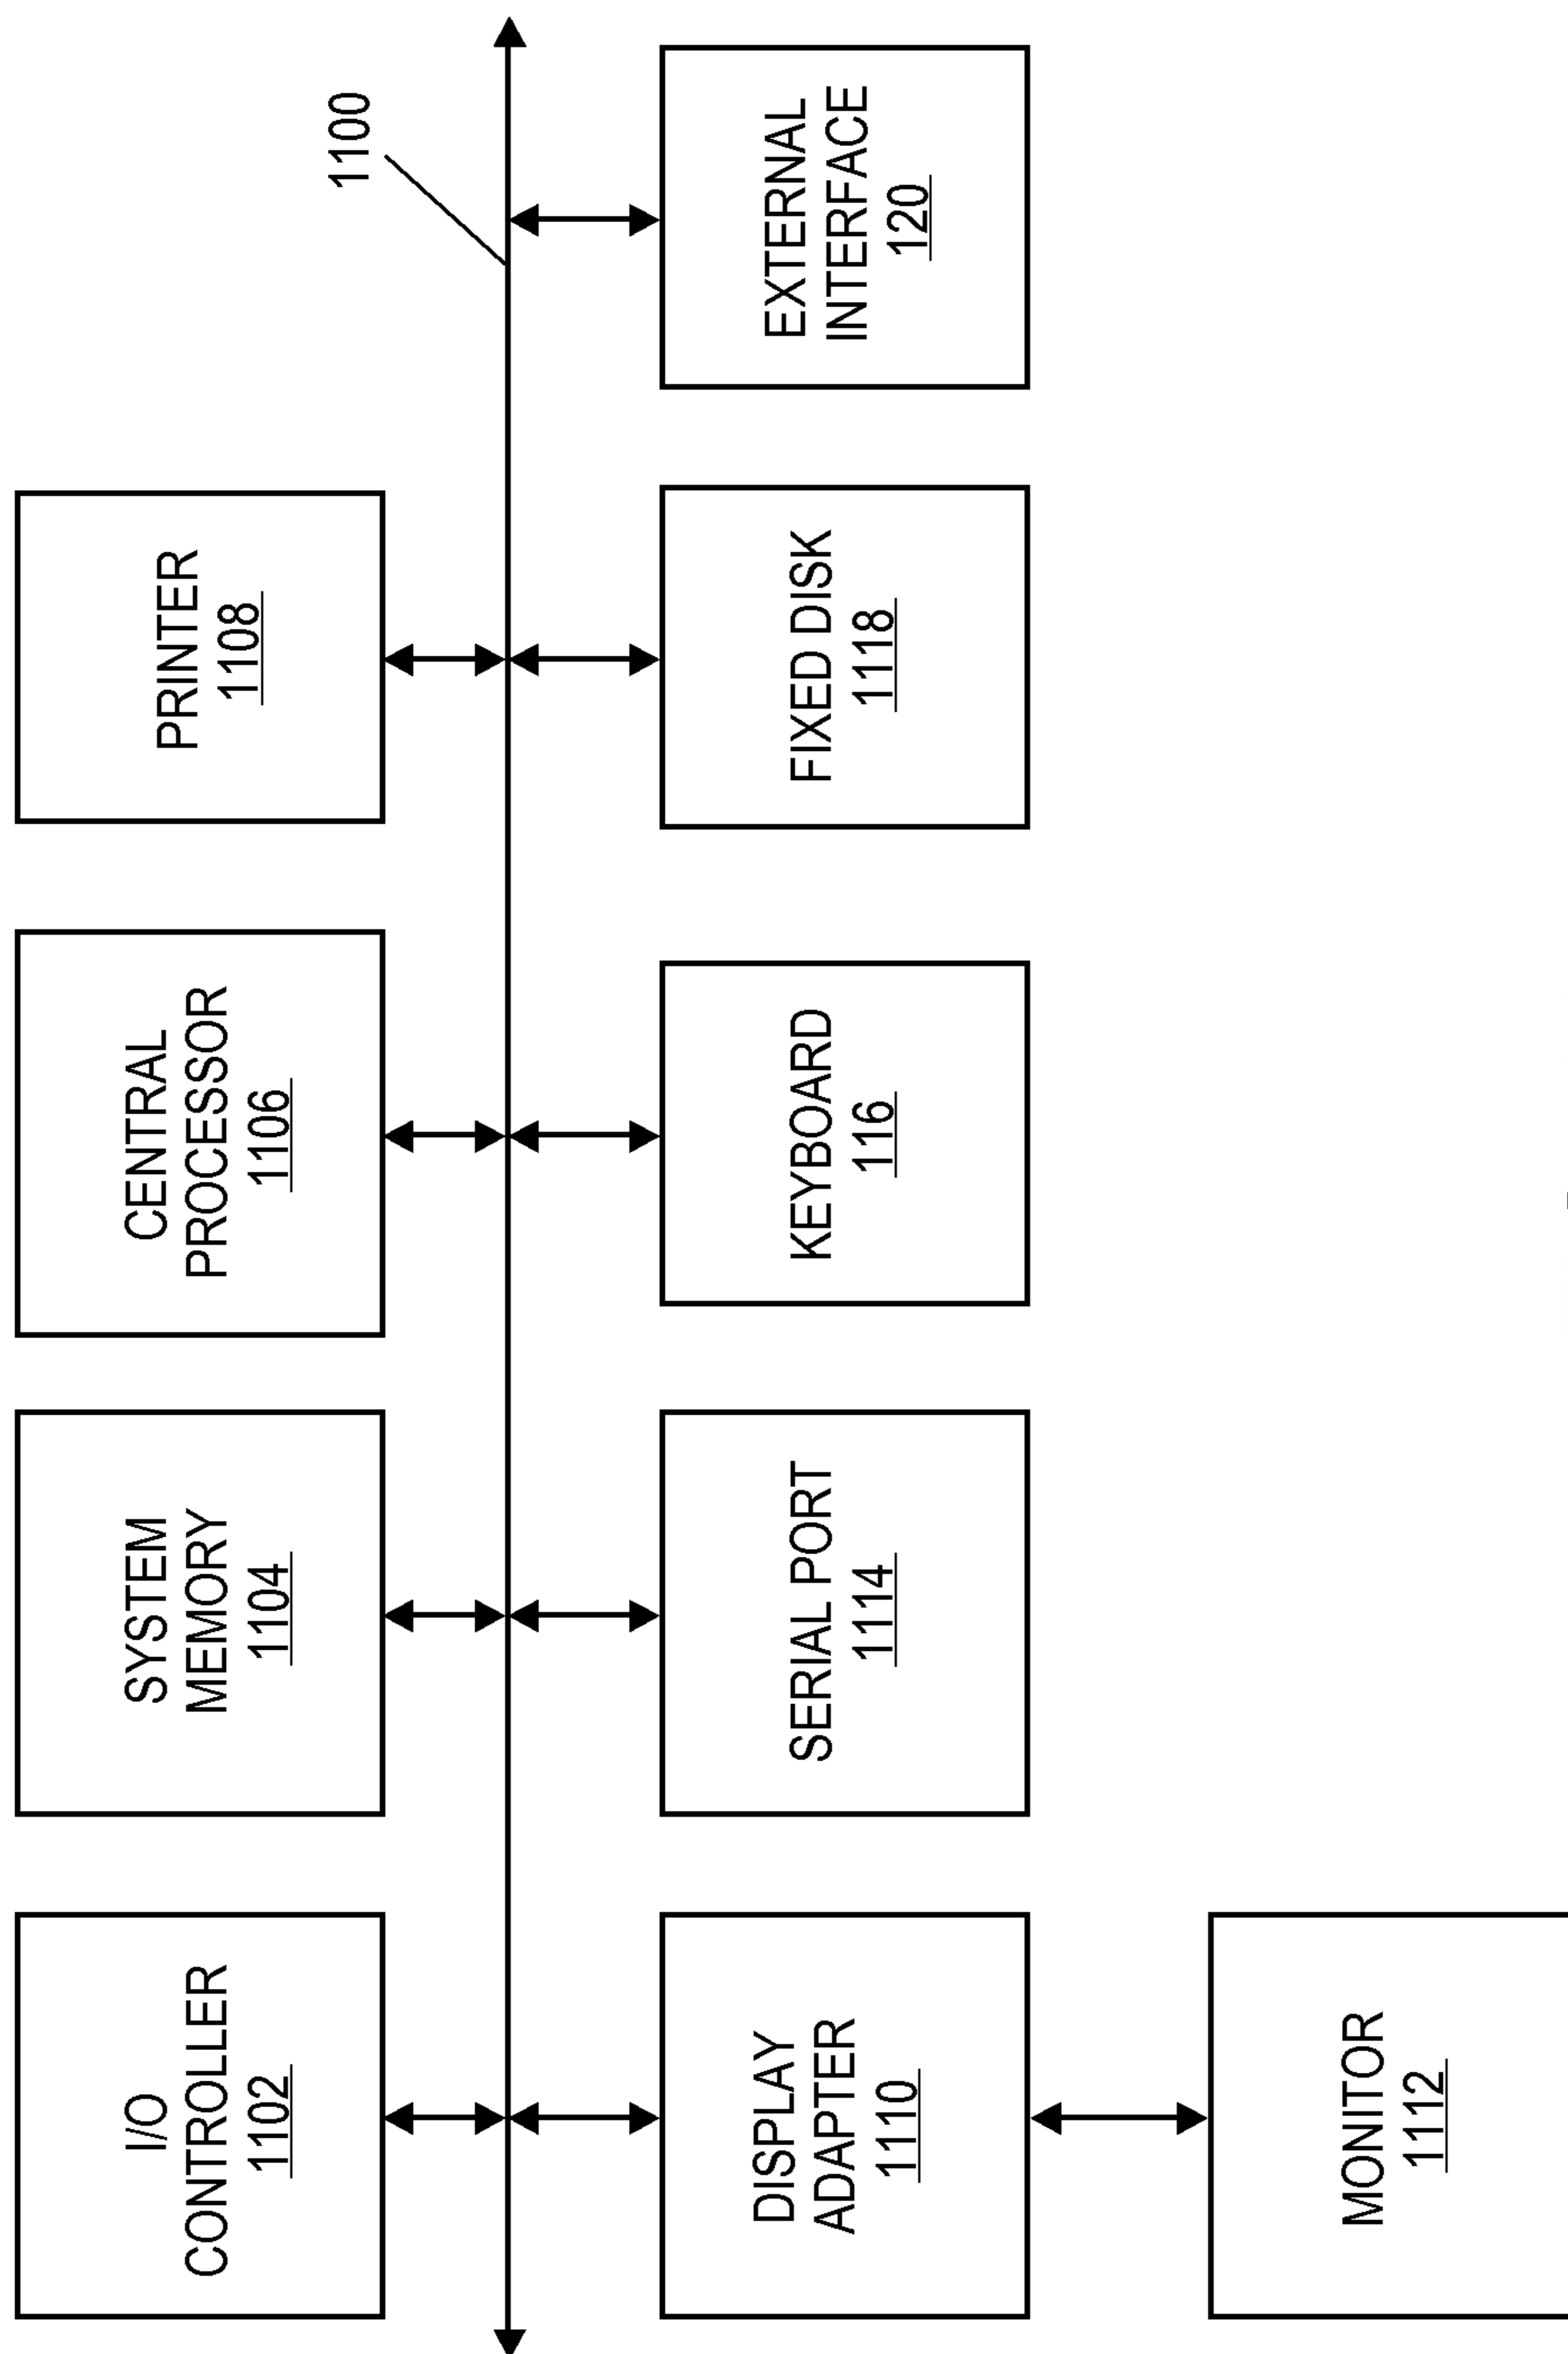 1100
I/O
CONTROLLER
1102
SYSTEM
MEMORY
1104
CENTRAL
PROCESSOR
1106
PRINTER
1108
DISPLAY
ADAPTER
1110
SERIAL PORT
1114
KEYBOARD
116
FIXED DISK
1118
EXTERNAL
INTERFACE
120
MONITOR
1112